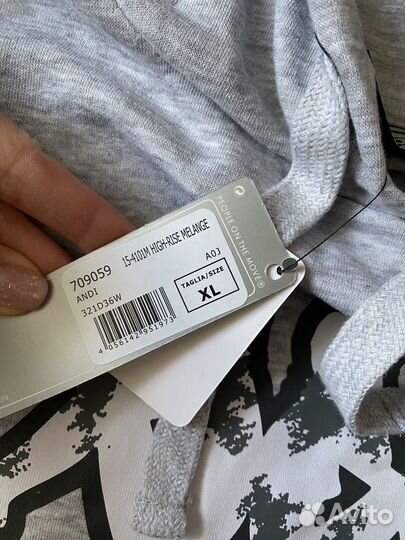 709059
15-4101M HIGH-RISE MELANGE
ANDI
A0J
321D36W
4 056142 951973
TAGLIA/SIZE
XL
PEOPLE ON THE MOVE®
ON
Avito